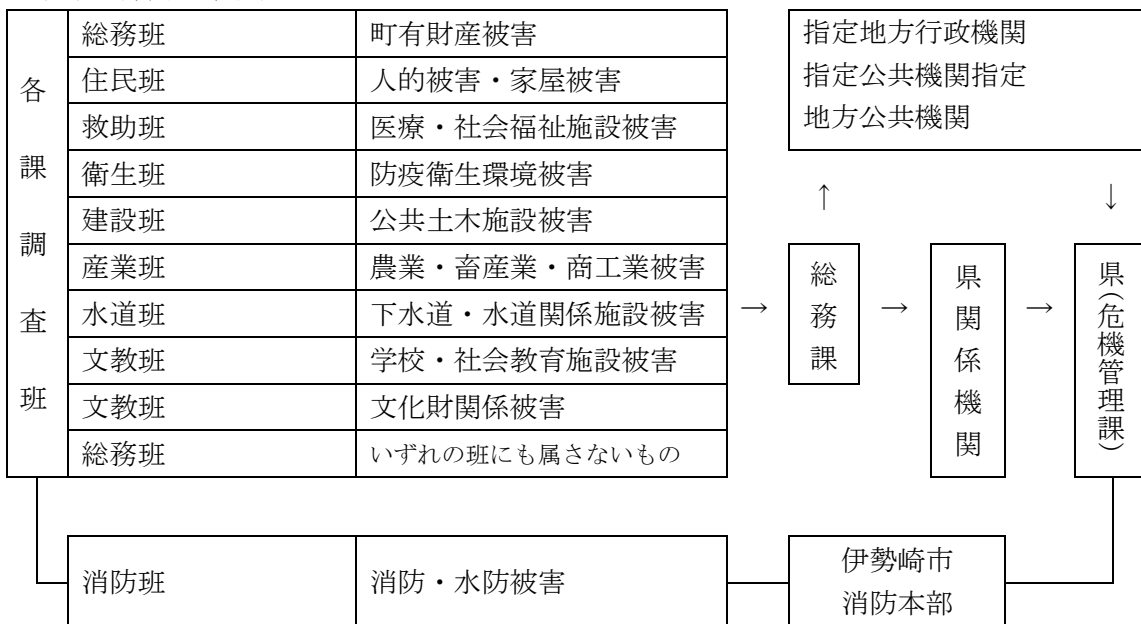 各課調査班
総務班 町有財産被害
住民班 人的被害・家屋被害
救助班 医療・社会福祉施設被害
衛生班 防疫衛生環境被害
建設班 公共土木施設被害
産業班 農業・畜産業・商工業被害
水道班 下水道・水道関係施設被害
文教班 学校・社会教育施設被害
文教班 文化財関係被害
総務班 いずれの班にも属さないもの
→
総務課
→
県関係機関
→
県(危機管理課)
↑
↓
指定地方行政機関
指定公共機関指定
地方公共機関
消防班 消防・水防被害
伊勢崎市
消防本部